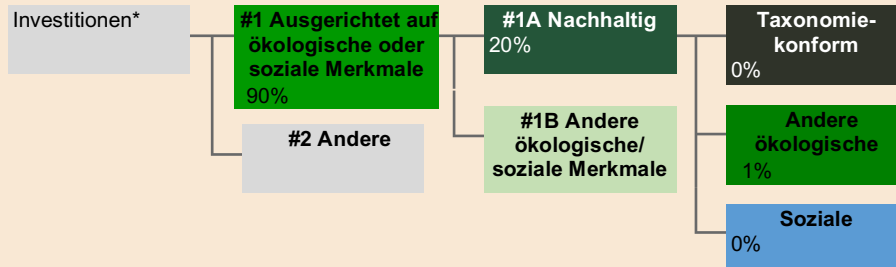 Investitionen*
#1 Ausgerichtet auf
ökologische oder
soziale Merkmale
90%
#2 Andere
#1A Nachhaltig
20%
#1B Andere
ökologische/
soziale Merkmale
Taxonomie-
konform
0%
Andere
ökologische
1%
Soziale
0%